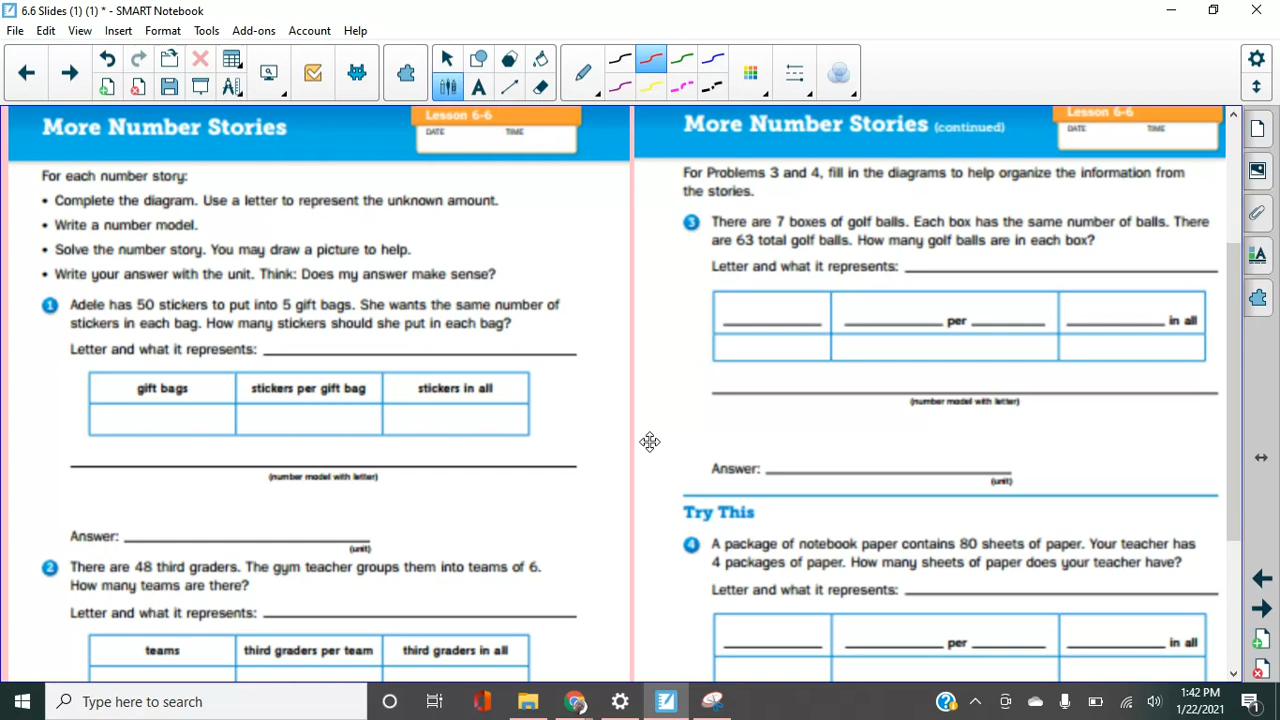 6.6 Slides (1) (1) * - SMART Notebook
File Edit View Insert Format Tools Add-ons Account Help
More Number Stories
Lesson 6-6
DATE TIME
For each number story:
• Complete the diagram. Use a letter to represent the unknown amount.
• Write a number model.
• Solve the number story. You may draw a picture to help.
• Write your answer with the unit. Think: Does my answer make sense?
1 Adele has 50 stickers to put into 5 gift bags. She wants the same number of
stickers in each bag. How many stickers should she put in each bag?
Letter and what it represents:
gift bags stickers per gift bag stickers in all
(number model with letter)
Answer:
(unit)
2 There are 48 third graders. The gym teacher groups them into teams of 6.
How many teams are there?
Letter and what it represents:
teams third graders per team third graders in all
More Number Stories (continued)
Lesson 6-6
DATE TIME
For Problems 3 and 4, fill in the diagrams to help organize the information from
the stories.
3 There are 7 boxes of golf balls. Each box has the same number of balls. There
are 63 total golf balls. How many golf balls are in each box?
Letter and what it represents:
per in all
(number model with letter)
Answer:
(unit)
Try This
4 A package of notebook paper contains 80 sheets of paper. Your teacher has
4 packages of paper. How many sheets of paper does your teacher have?
Letter and what it represents:
per in all
Type here to search
1:42 PM
1/22/2021